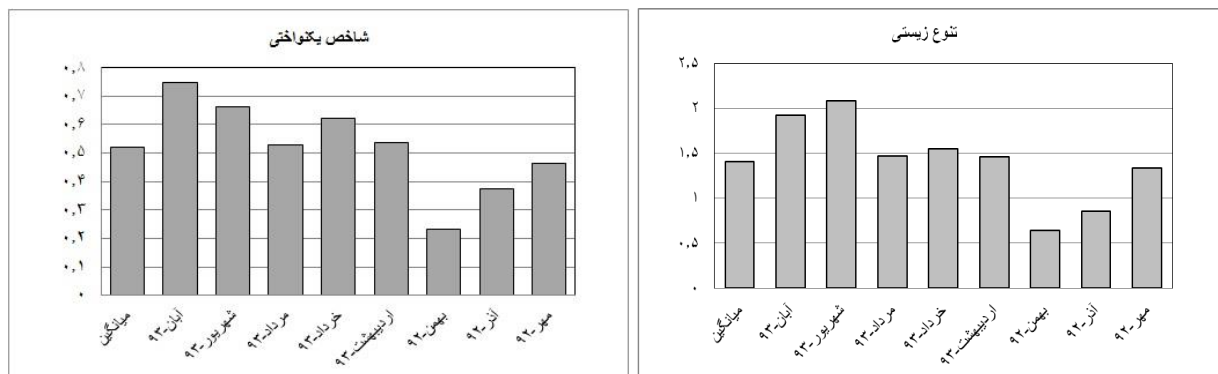 شاخص یکنواختی
۰٫۸
۰٫۷
۰٫۶
۰٫۵
۰٫۴
۰٫۳
۰٫۲
۰٫۱
۰
میانگین
آبان-۹۳
شهریور-۹۳
مرداد-۹۳
خرداد-۹۳
اردیبهشت-۹۳
بهمن-۹۲
آذر-۹۲
مهر-۹۲
تنوع زیستی
۲٫۵
۲
۱٫۵
۱
۰٫۵
۰
میانگین
آبان-۹۳
شهریور-۹۳
مرداد-۹۳
خرداد-۹۳
اردیبهشت-۹۳
بهمن-۹۲
آذر-۹۲
مهر-۹۲